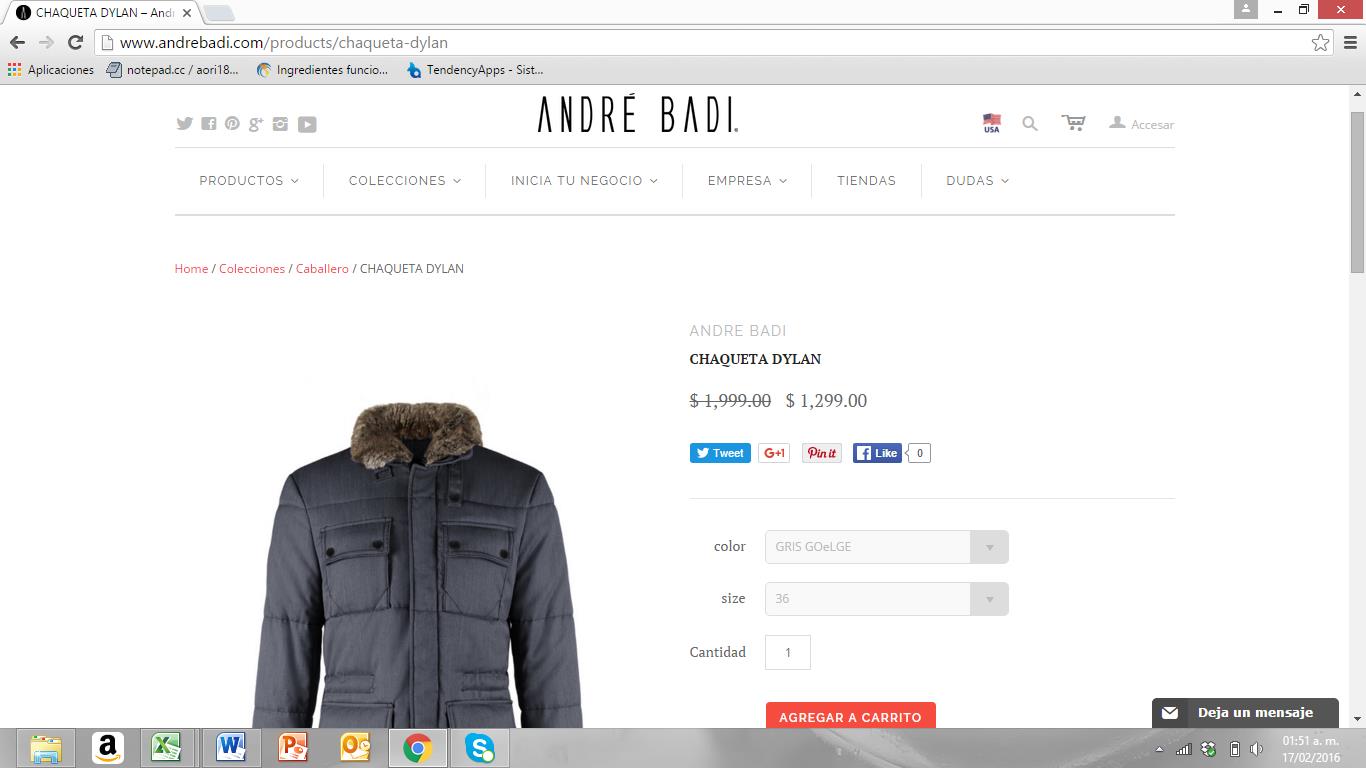 CHAQUETA DYLAN – And
www.andrebadi.com/products/chaqueta-dylan
Aplicaciones notepad.cc / aori18... Ingredientes funcio... TendencyApps - Sist...
ANDRÉ BADI.
USA Accesar
PRODUCTOS COLECCIONES INICIA TU NEGOCIO EMPRESA TIENDAS DUDAS
Home / Colecciones / Caballero / CHAQUETA DYLAN
ANDRE BADI
CHAQUETA DYLAN
$ 1,999.00 $ 1,299.00
Tweet G+1 Pin it Like 0
color GRIS GOeLGE
size 36
Cantidad 1
AGREGAR A CARRITO
Deja un mensaje
01:51 a. m.
17/02/2016